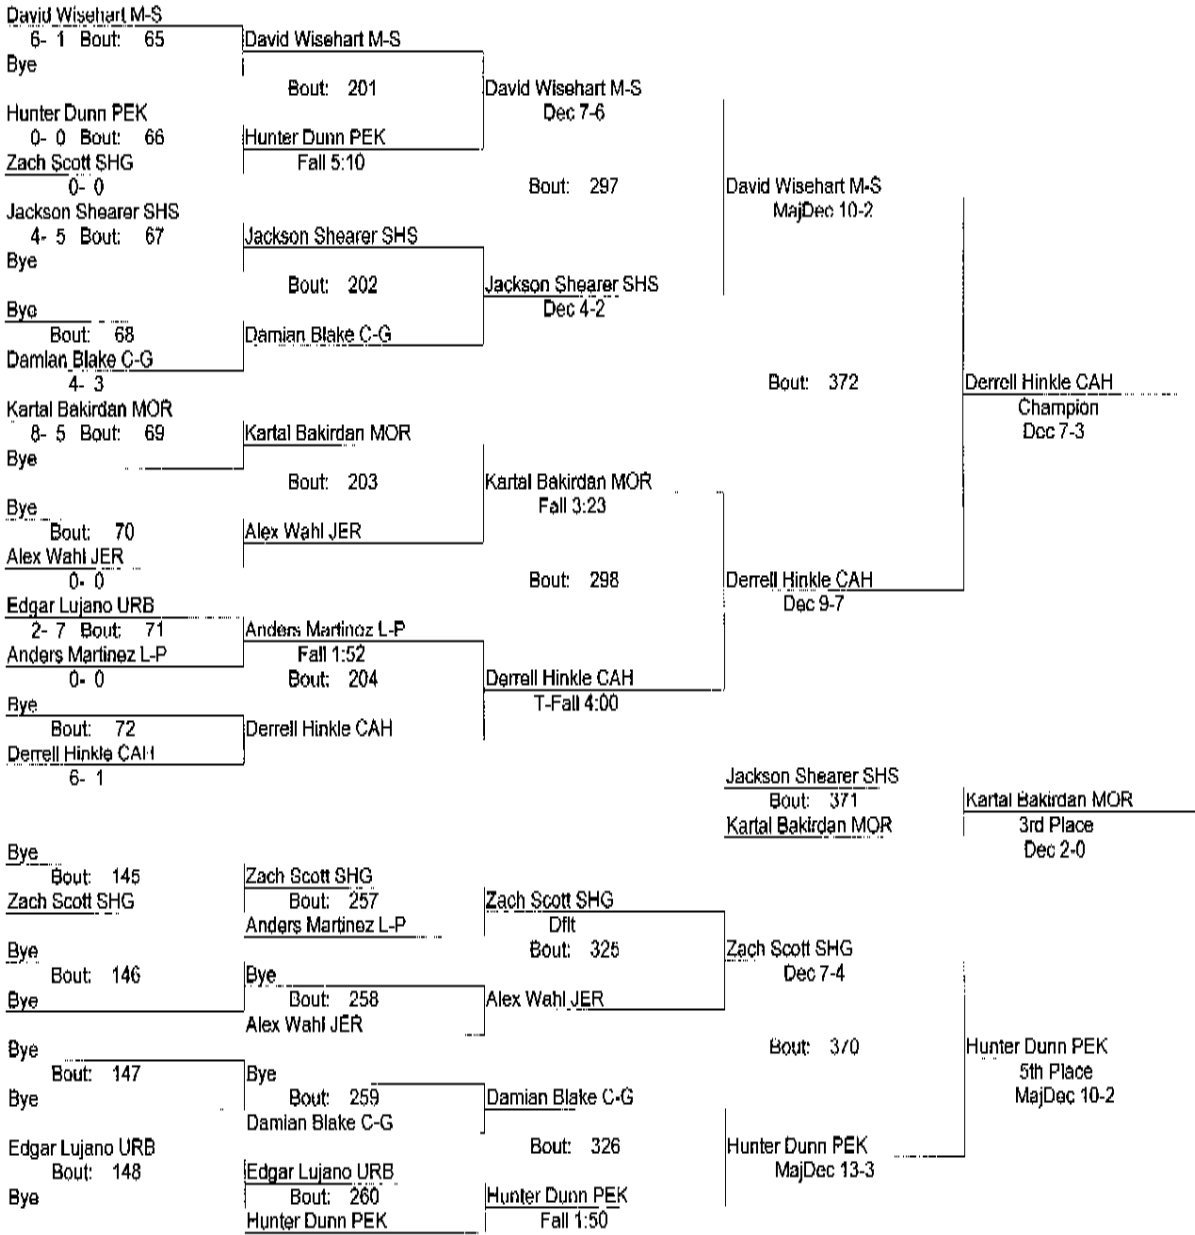 David Wisehart M-S
6- 1 Bout: 65
Bye
David Wisehart M-S
Bout: 201
Hunter Dunn PEK
0- 0 Bout: 66
Zach Scott SHG
0- 0
Hunter Dunn PEK
Fall 5:10
David Wisehart M-S
Dec 7-6
Bout: 297
Jackson Shearer SHS
4- 5 Bout: 67
Bye
Jackson Shearer SHS
Bout: 202
Bye
Bout: 68
Damian Blake C-G
4- 3
Damian Blake C-G
Jackson Shearer SHS
Dec 4-2
David Wisehart M-S
MajDec 10-2
Bout: 372
Kartal Bakirdan MOR
8- 5 Bout: 69
Bye
Kartal Bakirdan MOR
Bout: 203
Bye
Bout: 70
Alex Wahl JER
0- 0
Alex Wahl JER
Kartal Bakirdan MOR
Fall 3:23
Bout: 298
Edgar Lujano URB
2- 7 Bout: 71
Anders Martinez L-P
0- 0
Anders Martinez L-P
Fall 1:52
Bout: 204
Bye
Bout: 72
Derrell Hinkle CAH
6- 1
Derrell Hinkle CAH
Derrell Hinkle CAH
T-Fall 4:00
Derrell Hinkle CAH
Dec 9-7
Derrell Hinkle CAH
Champion
Dec 7-3
Jackson Shearer SHS
Bout: 371
Kartal Bakirdan MOR
Kartal Bakirdan MOR
3rd Place
Dec 2-0
Bye
Bout: 145
Zach Scott SHG
Zach Scott SHG
Bout: 257
Anders Martinez L-P
Zach Scott SHG
Dflt
Bout: 325
Bye
Bout: 146
Bye
Bye
Bout: 258
Alex Wahl JER
Alex Wahl JER
Zach Scott SHG
Dec 7-4
Bout: 370
Bye
Bout: 147
Bye
Bye
Bout: 259
Damian Blake C-G
Damian Blake C-G
Bout: 326
Edgar Lujano URB
Bout: 148
Bye
Edgar Lujano URB
Bout: 260
Hunter Dunn PEK
Hunter Dunn PEK
Fall 1:50
Hunter Dunn PEK
MajDec 13-3
Hunter Dunn PEK
5th Place
MajDec 10-2